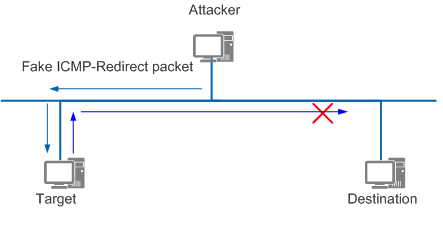 Attacker
Fake ICMP-Redirect packet
Target
Destination